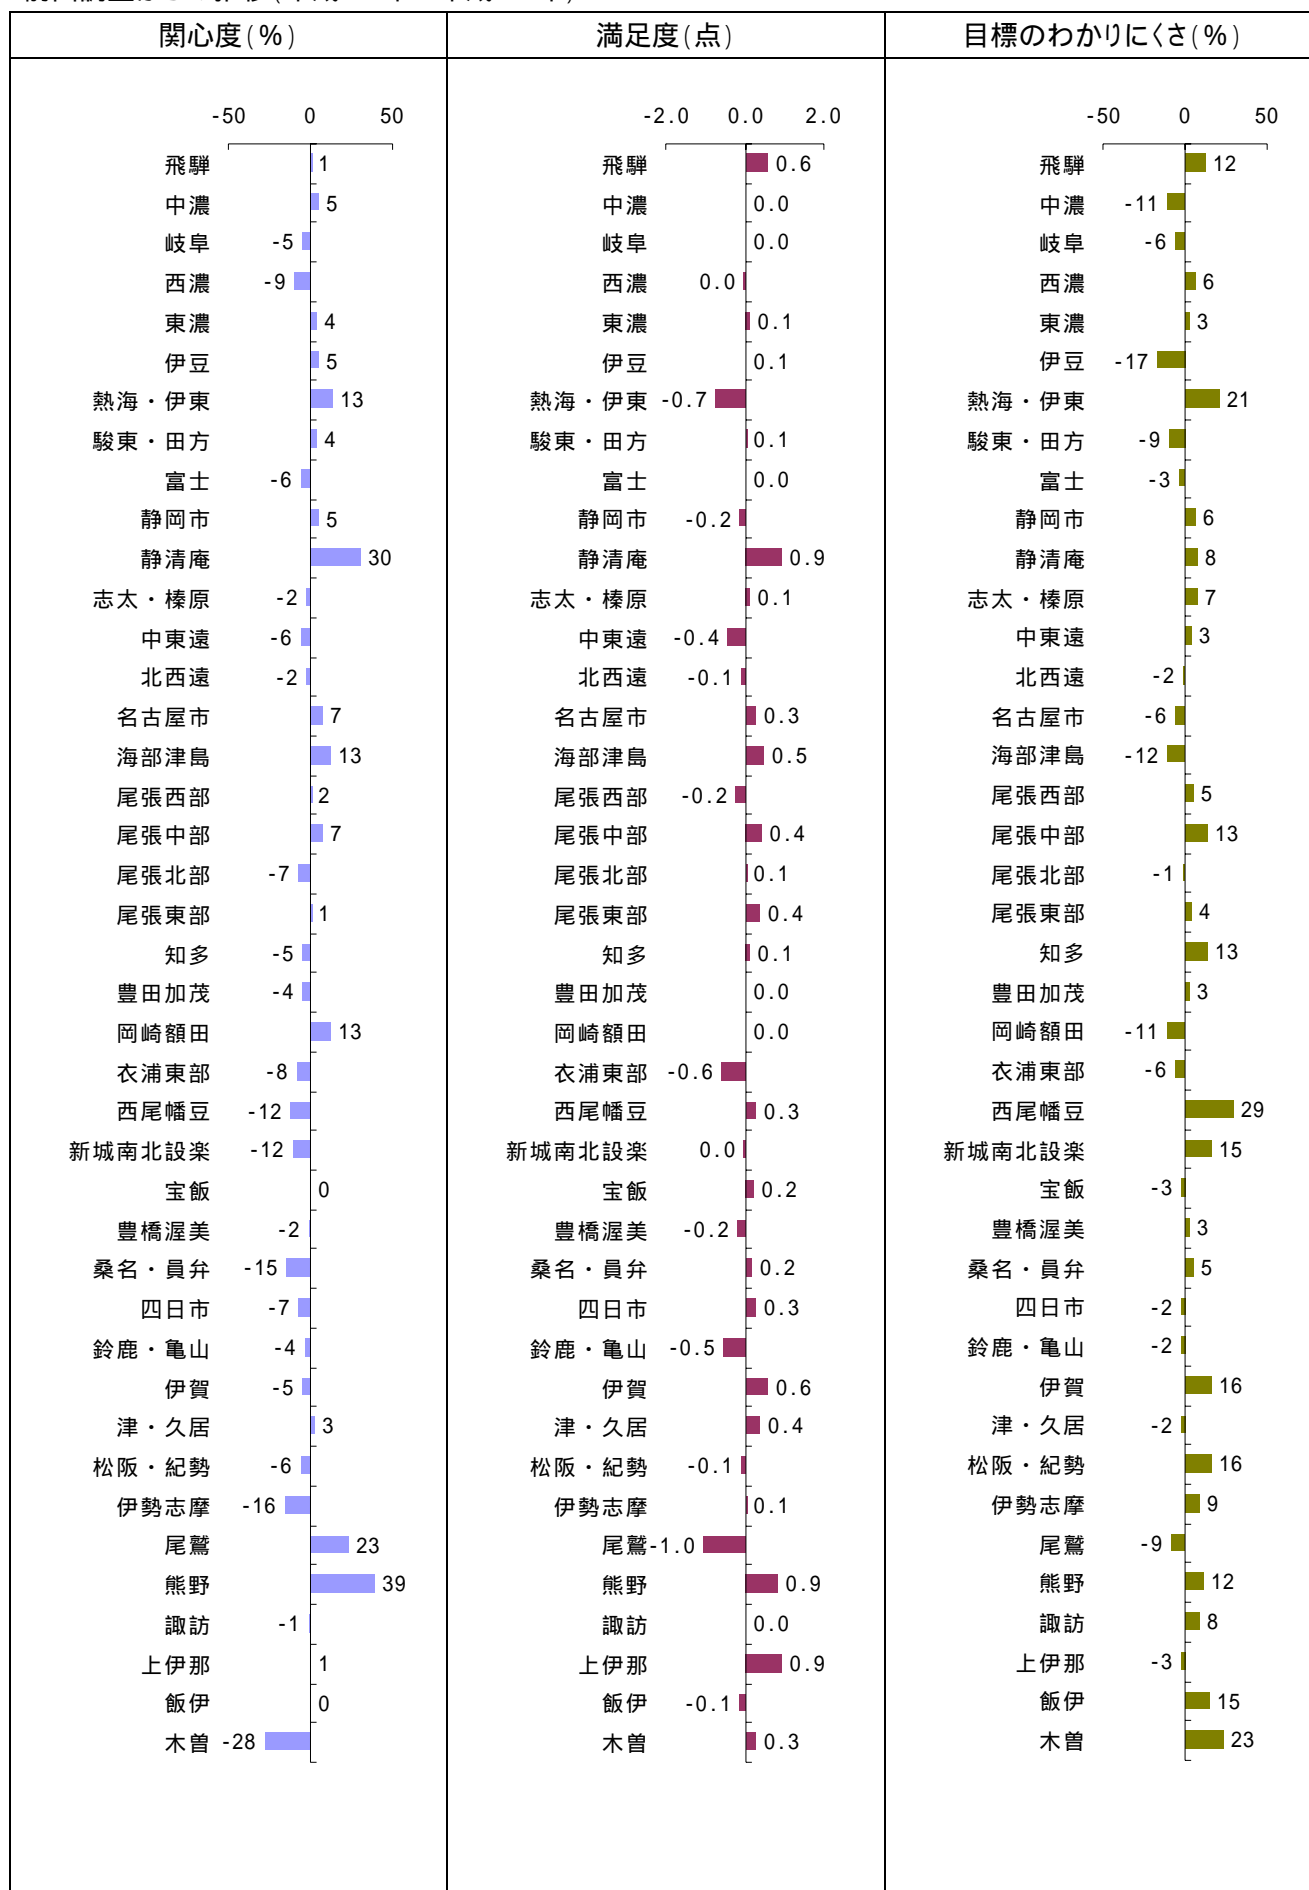 関心度(%) 満足度(点) 目標のわかりにくさ(%)
-50 0 50 -2.0 0.0 2.0 -50 0 50
飛騨 1 飛騨 0.6 飛騨 12
中濃 5 中濃 0.0 中濃 -11
岐阜 -5 岐阜 0.0 岐阜 -6
西濃 -9 西濃 0.0 西濃 6
東濃 4 東濃 0.1 東濃 3
伊豆 5 伊豆 0.1 伊豆 -17
熱海・伊東 13 熱海・伊東 -0.7 熱海・伊東 21
駿東・田方 4 駿東・田方 0.1 駿東・田方 -9
富士 -6 富士 0.0 富士 -3
静岡市 5 静岡市 -0.2 静岡市 6
静清庵 30 静清庵 0.9 静清庵 8
志太・榛原 -2 志太・榛原 0.1 志太・榛原 7
中東遠 -6 中東遠 -0.4 中東遠 3
北西遠 -2 北西遠 -0.1 北西遠 -2
名古屋市 7 名古屋市 0.3 名古屋市 -6
海部津島 13 海部津島 0.5 海部津島 -12
尾張西部 2 尾張西部 -0.2 尾張西部 5
尾張中部 7 尾張中部 0.4 尾張中部 13
尾張北部 -7 尾張北部 0.1 尾張北部 -1
尾張東部 1 尾張東部 0.4 尾張東部 4
知多 -5 知多 0.1 知多 13
豊田加茂 -4 豊田加茂 0.0 豊田加茂 3
岡崎額田 13 岡崎額田 0.0 岡崎額田 -11
衣浦東部 -8 衣浦東部 -0.6 衣浦東部 -6
西尾幡豆 -12 西尾幡豆 0.3 西尾幡豆 29
新城南北設楽 -12 新城南北設楽 0.0 新城南北設楽 15
宝飯 0 宝飯 0.2 宝飯 -3
豊橋渥美 -2 豊橋渥美 -0.2 豊橋渥美 3
桑名・員弁 -15 桑名・員弁 0.2 桑名・員弁 5
四日市 -7 四日市 0.3 四日市 -2
鈴鹿・亀山 -4 鈴鹿・亀山 -0.5 鈴鹿・亀山 -2
伊賀 -5 伊賀 0.6 伊賀 16
津・久居 3 津・久居 0.4 津・久居 -2
松阪・紀勢 -6 松阪・紀勢 -0.1 松阪・紀勢 16
伊勢志摩 -16 伊勢志摩 0.1 伊勢志摩 9
尾鷲 23 尾鷲 -1.0 尾鷲 -9
熊野 39 熊野 0.9 熊野 12
諏訪 -1 諏訪 0.0 諏訪 8
上伊那 1 上伊那 0.9 上伊那 -3
飯伊 0 飯伊 -0.1 飯伊 15
木曽 -28 木曽 0.3 木曽 23